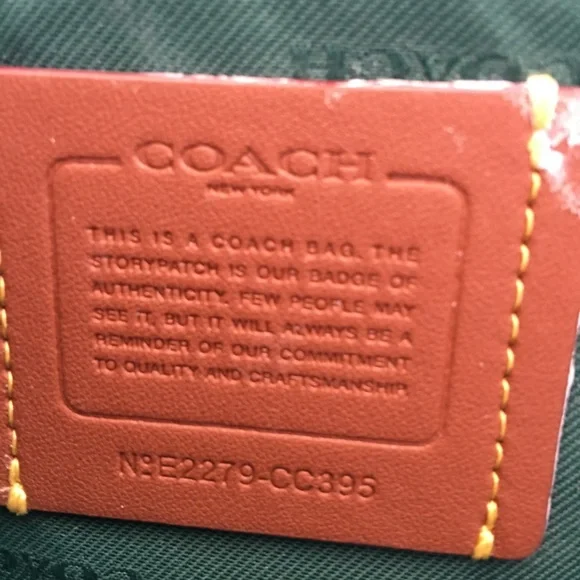 COACH
NEW YORK
THIS IS A COACH BAG. THE
STORYPATCH IS OUR BADGE OF
AUTHENTICITY. FEW PEOPLE MAY
SEE IT, BUT IT WILL ALWAYS BE A
REMINDER OF OUR COMMITMENT
TO QUALITY AND CRAFTSMANSHIP
NºE2279-CC395